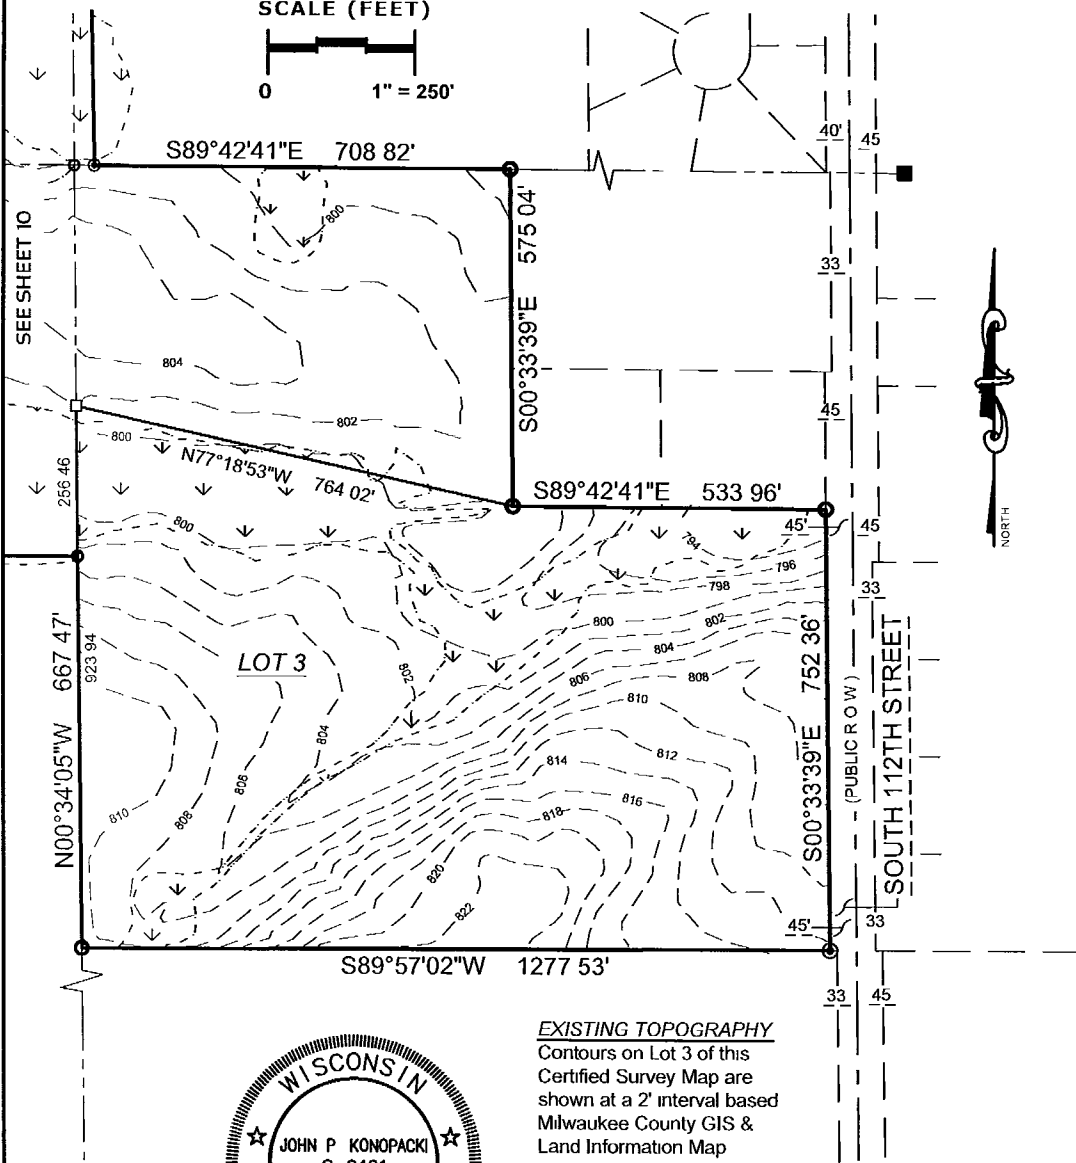 SCALE (FEET)
0 1" = 250'
40' 45
S89°42'41"E 708 82'
800
SEE SHEET 10
575 04'
S00°33'39"E
33
804
802
45
800
N77°18'53"W 764 02'
256 46
S89°42'41"E 533 96'
45' 45
800
794
796
798
33
800
802
804
806
808
810
NORTH
LOT 3
802
667 47'
923 94
N00°34'05"W
804
806
808
810
812
814
816
818
820
822
752 36'
S00°33'39"E
(PUBLIC R O W )
SOUTH 112TH STREET
45' 33
S89°57'02"W 1277 53'
33 45
EXISTING TOPOGRAPHY
Contours on Lot 3 of this
Certified Survey Map are
shown at a 2' interval based
Milwaukee County GIS &
Land Information Map
WISCONSIN
JOHN P KONOPACKI